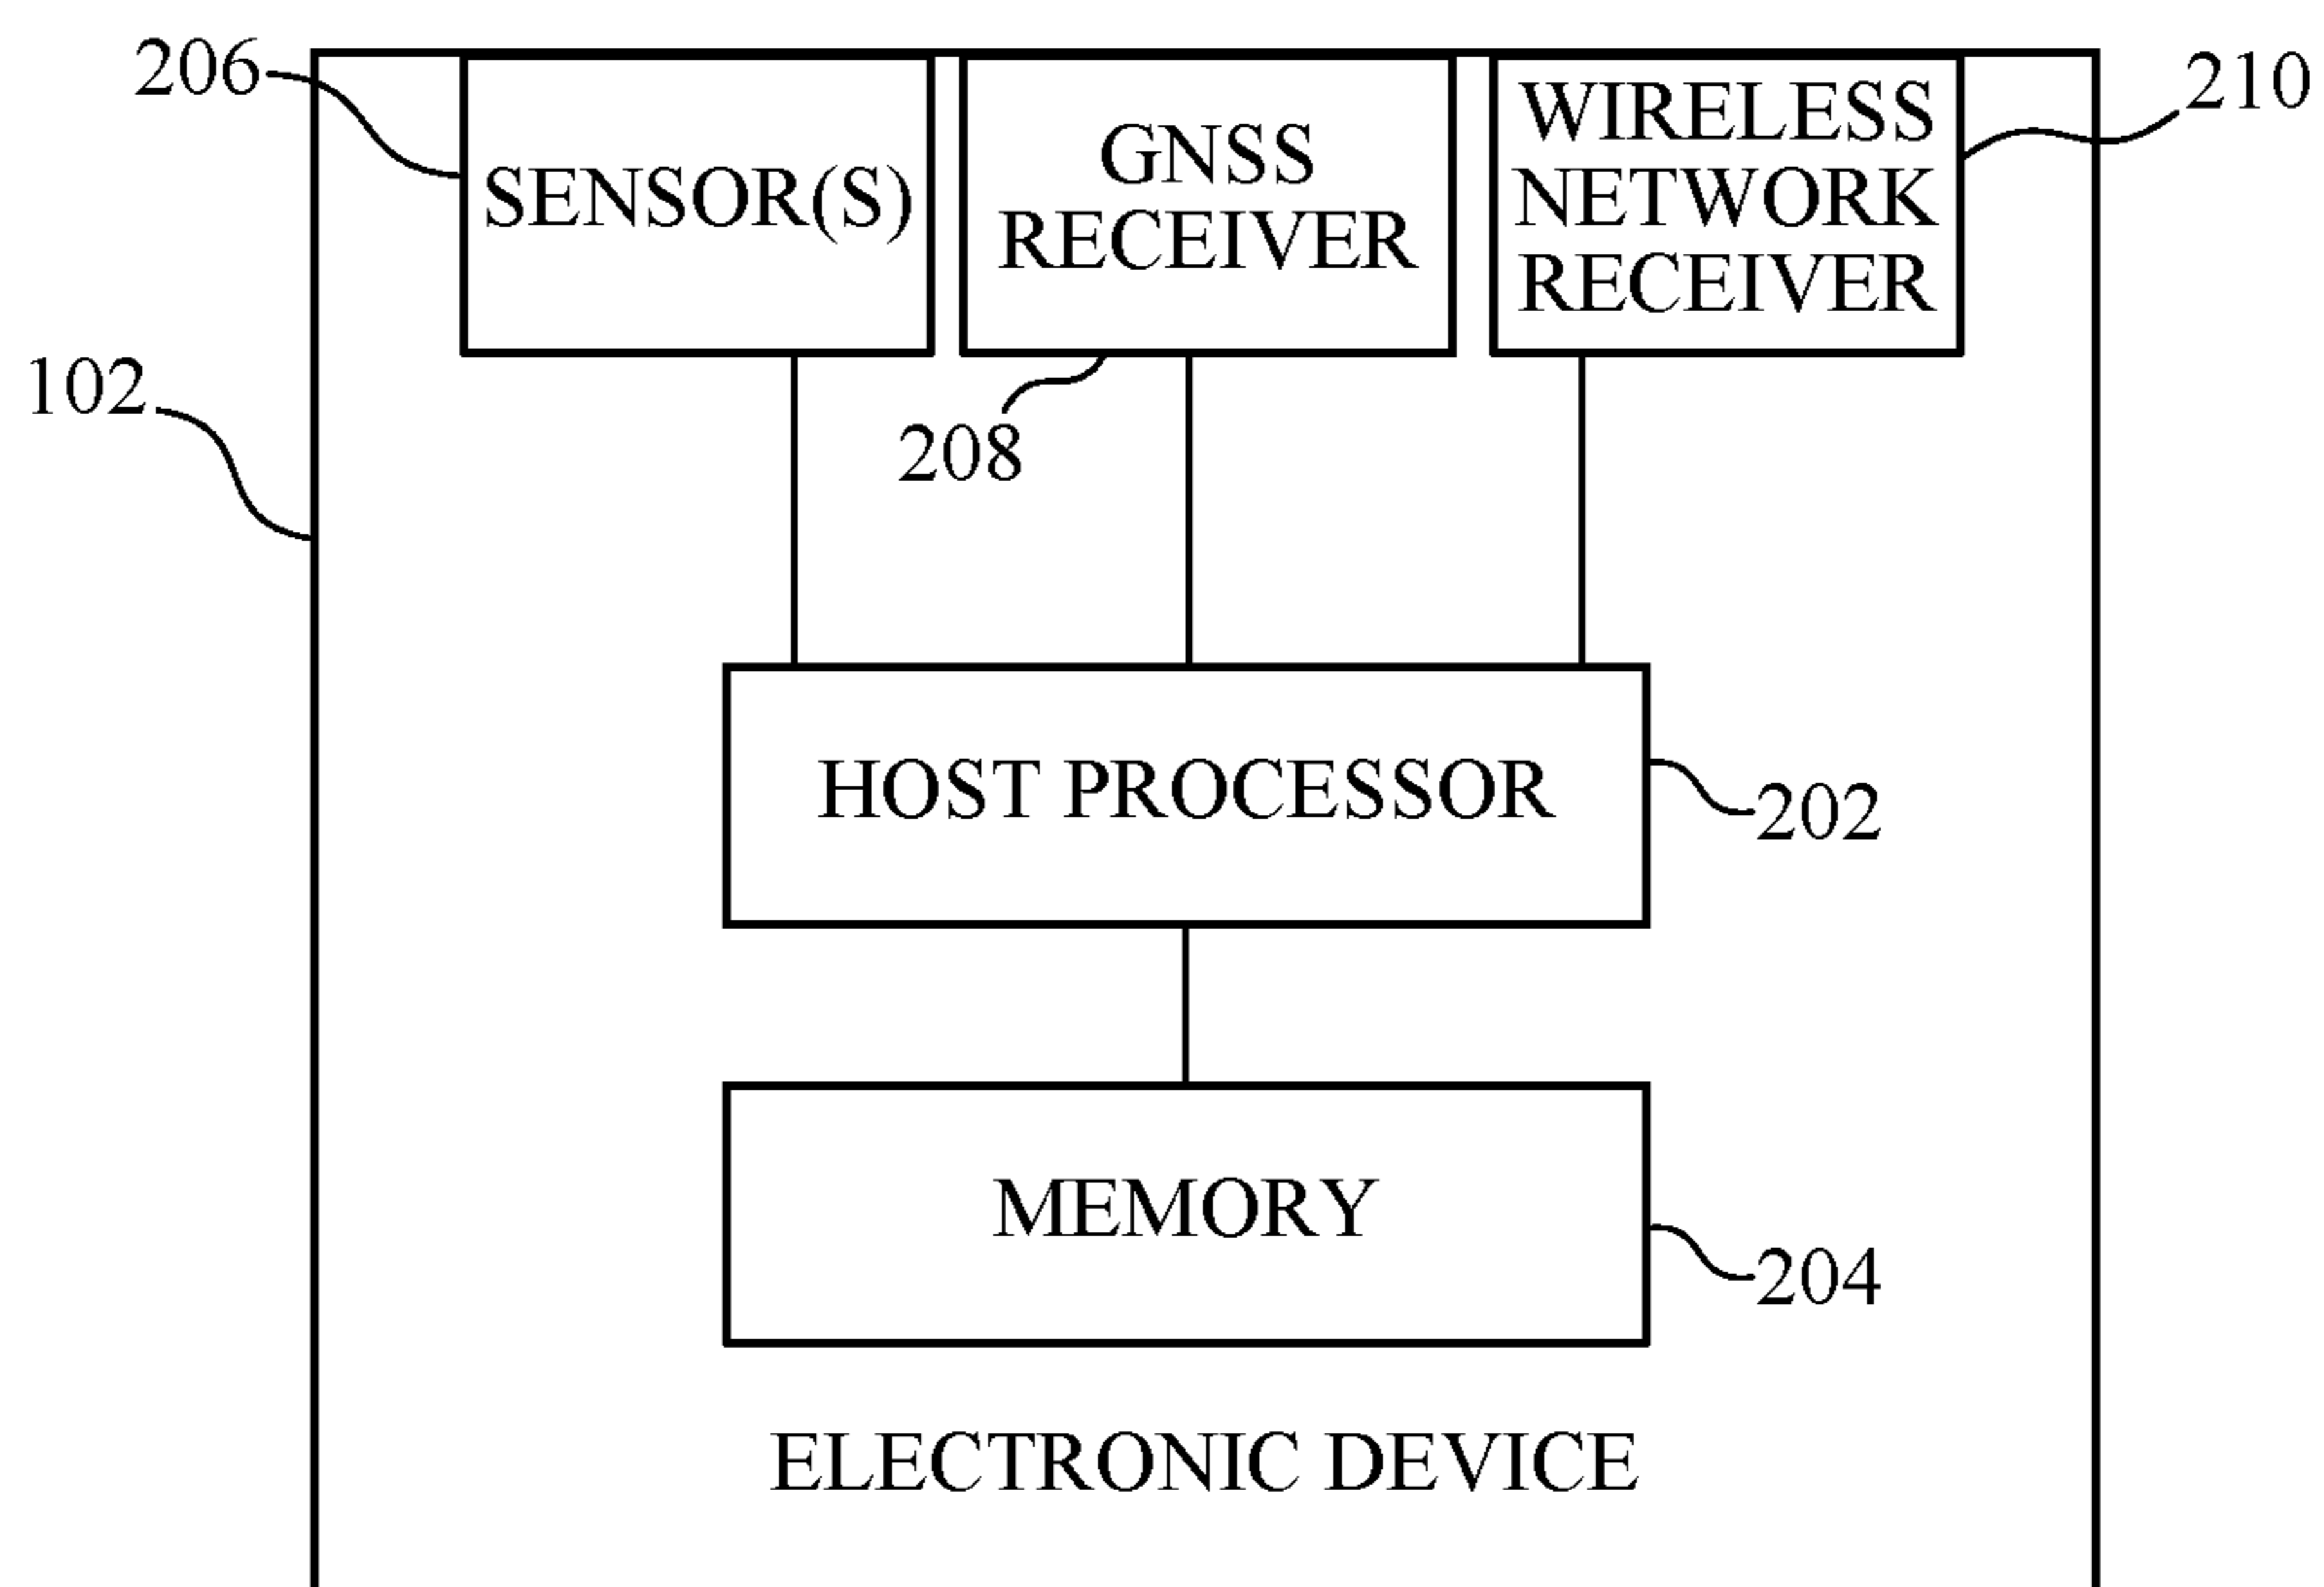 206
SENSOR(S)
GNSS
RECEIVER
WIRELESS
NETWORK
RECEIVER
210
102
208
HOST PROCESSOR
202
MEMORY
204
ELECTRONIC DEVICE